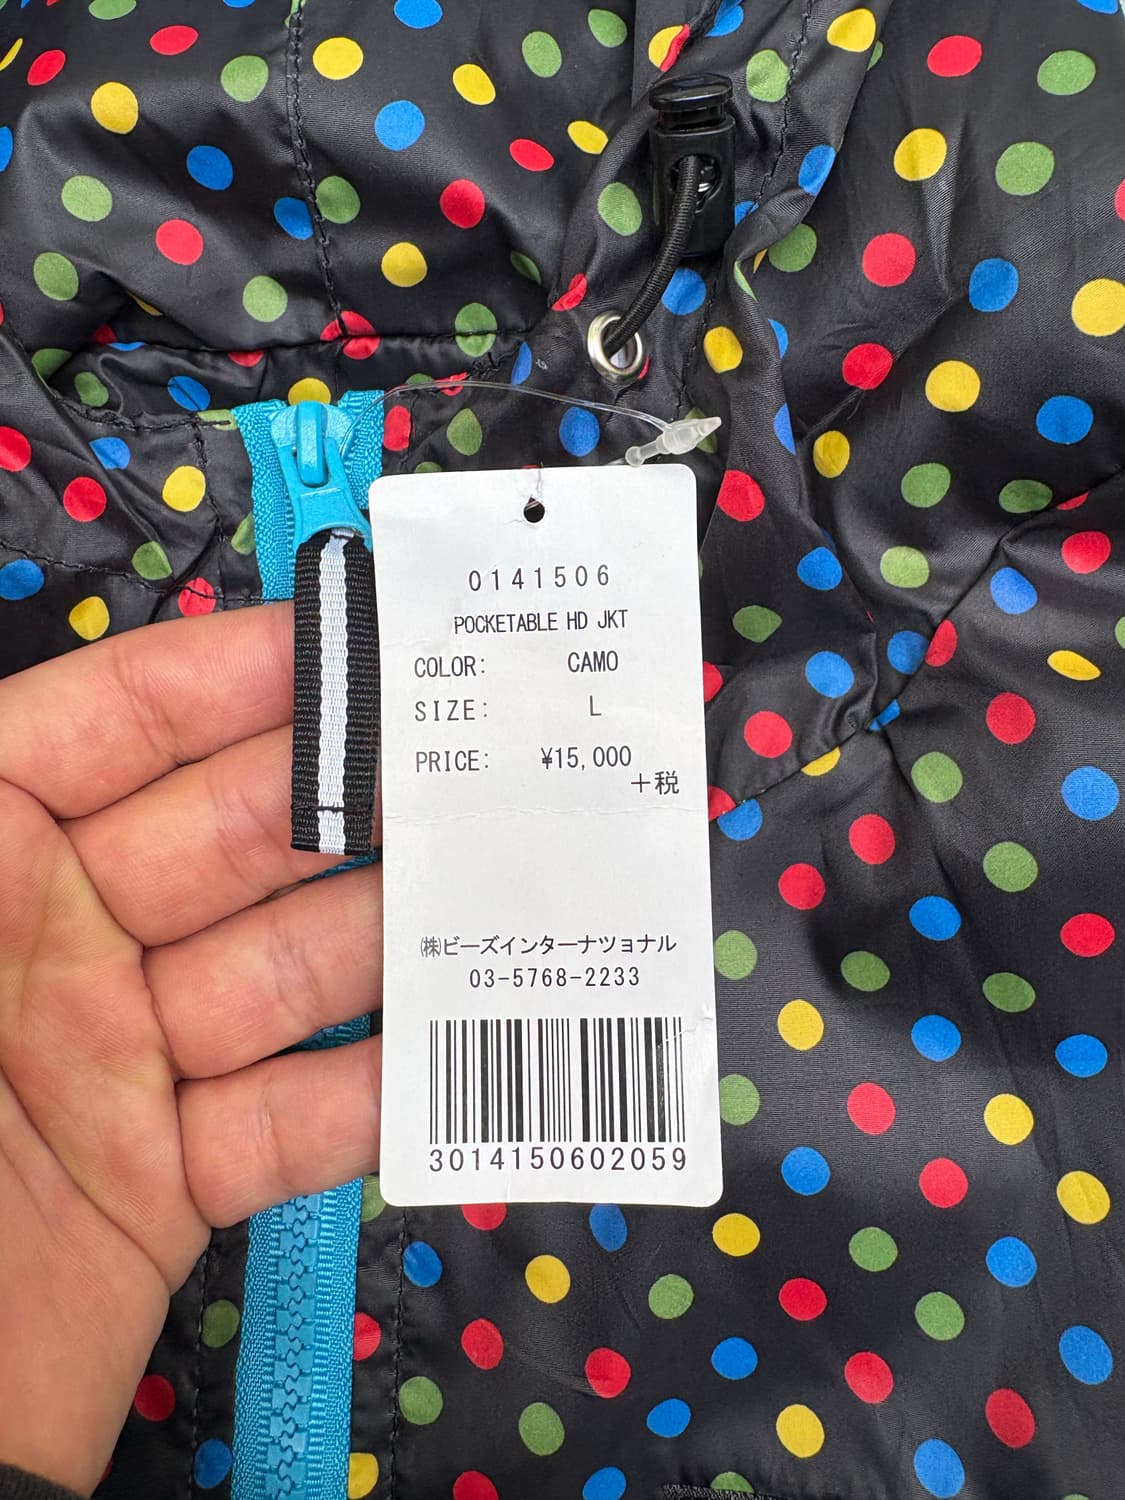 0141506
POCKETABLE HD JKT
COLOR: CAMO
SIZE: L
PRICE: ¥15,000
+税
㈱ビーズインターナショナル
03-5768-2233
3014150602059